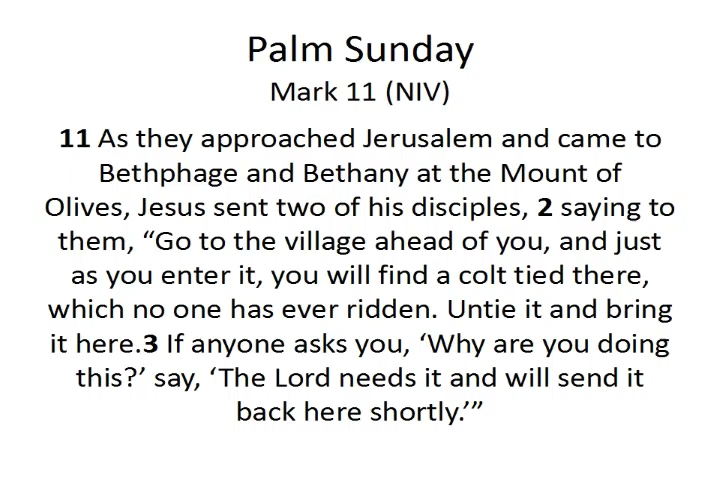 Palm Sunday
Mark 11 (NIV)
11 As they approached Jerusalem and came to
Bethphage and Bethany at the Mount of
Olives, Jesus sent two of his disciples, 2 saying to
them, “Go to the village ahead of you, and just
as you enter it, you will find a colt tied there,
which no one has ever ridden. Untie it and bring
it here.3 If anyone asks you, ‘Why are you doing
this?’ say, ‘The Lord needs it and will send it
back here shortly.’”